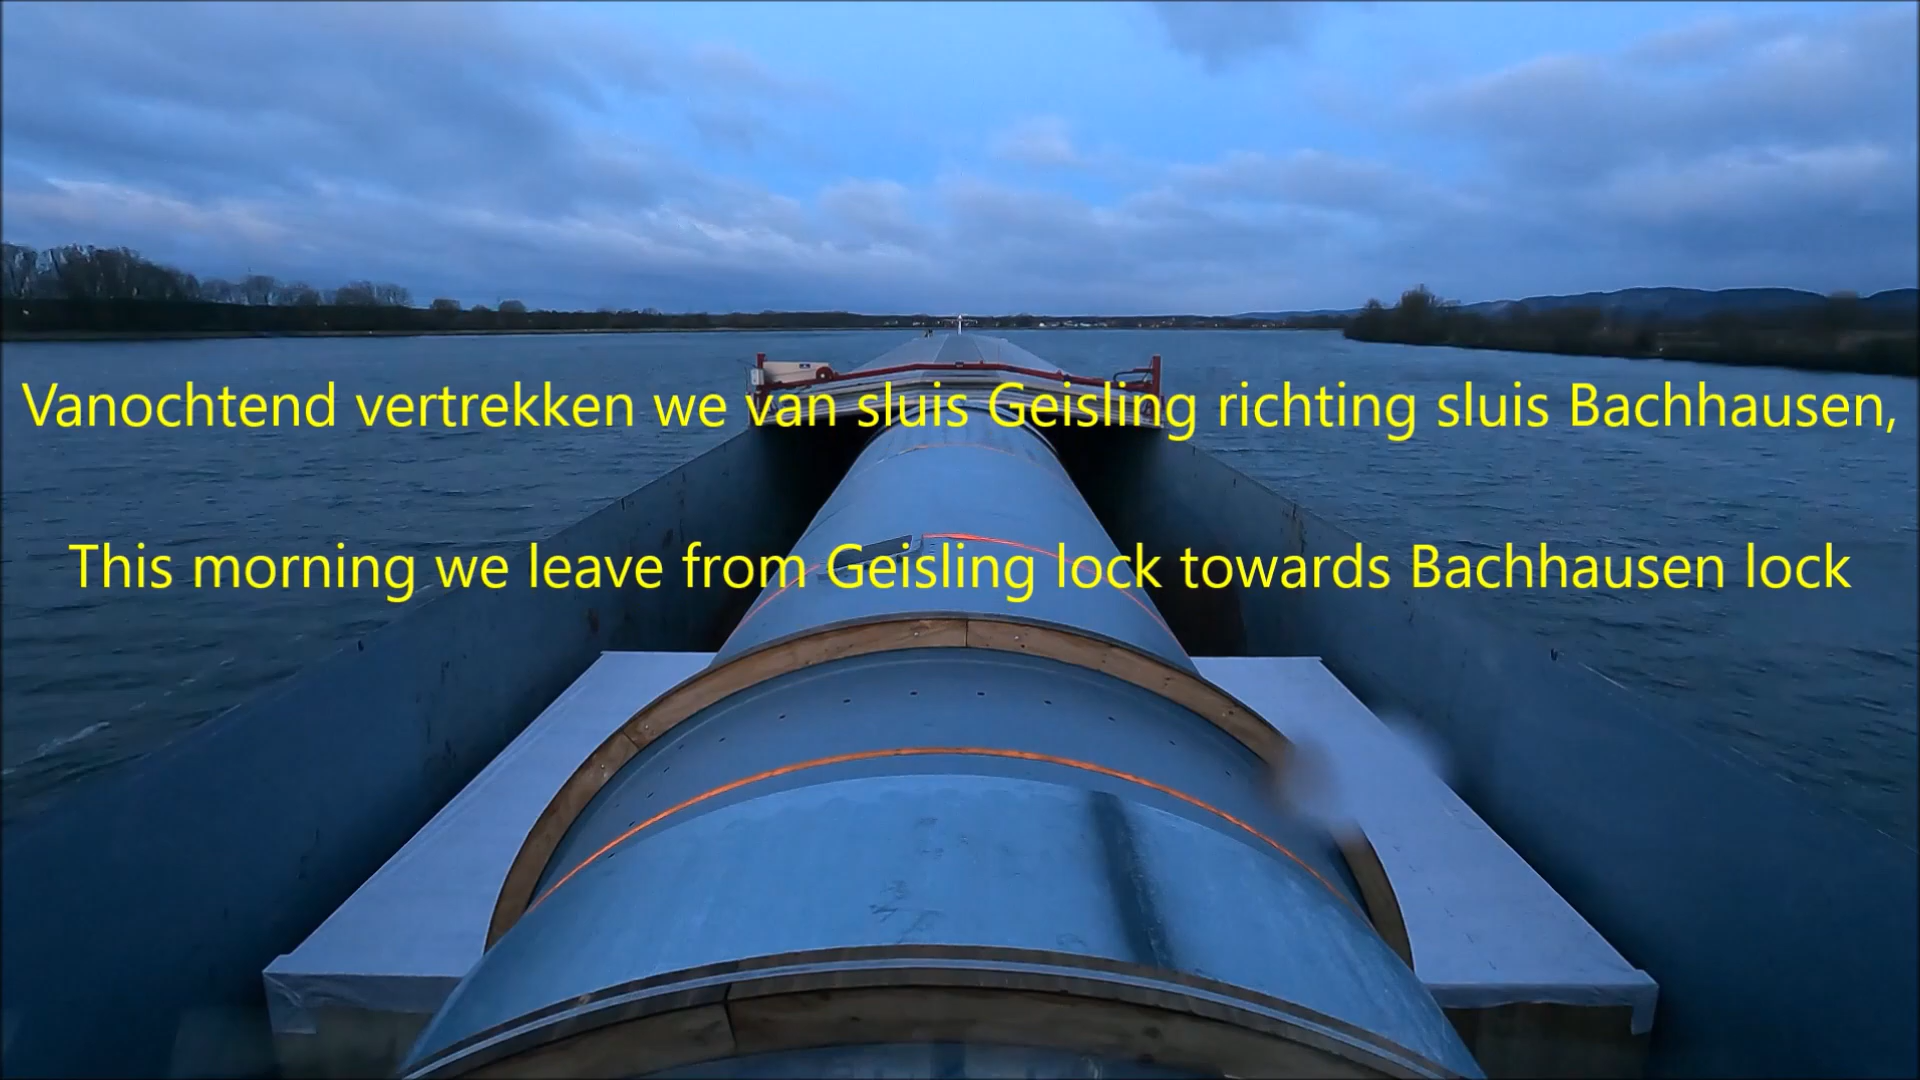 Vanochtend vertrekken we van sluis Geisling richting sluis Bachhausen,
This morning we leave from Geisling lock towards Bachhausen lock